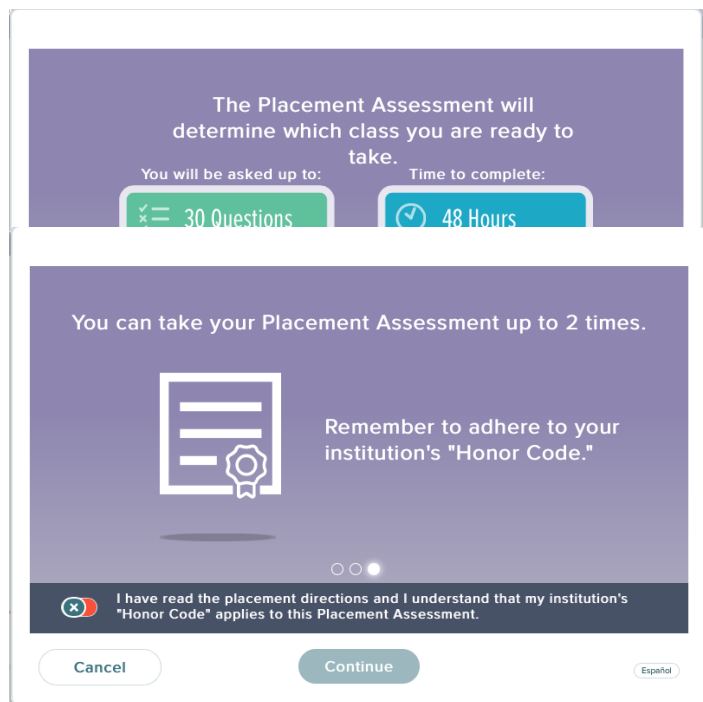 The Placement Assessment will
determine which class you are ready to
take.
You will be asked up to:
Time to complete:
30 Questions
48 Hours
You can take your Placement Assessment up to 2 times.
Remember to adhere to your
institution's "Honor Code."
I have read the placement directions and I understand that my institution's
"Honor Code" applies to this Placement Assessment.
Cancel
Continue
Español